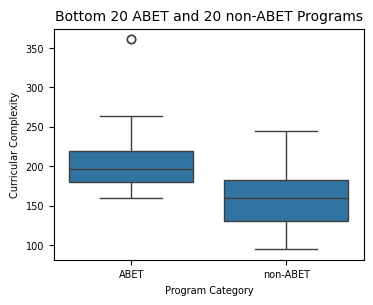 Bottom 20 ABET and 20 non-ABET Programs
350
300
250
200
150
100
Curricular Complexity
ABET
non-ABET
Program Category